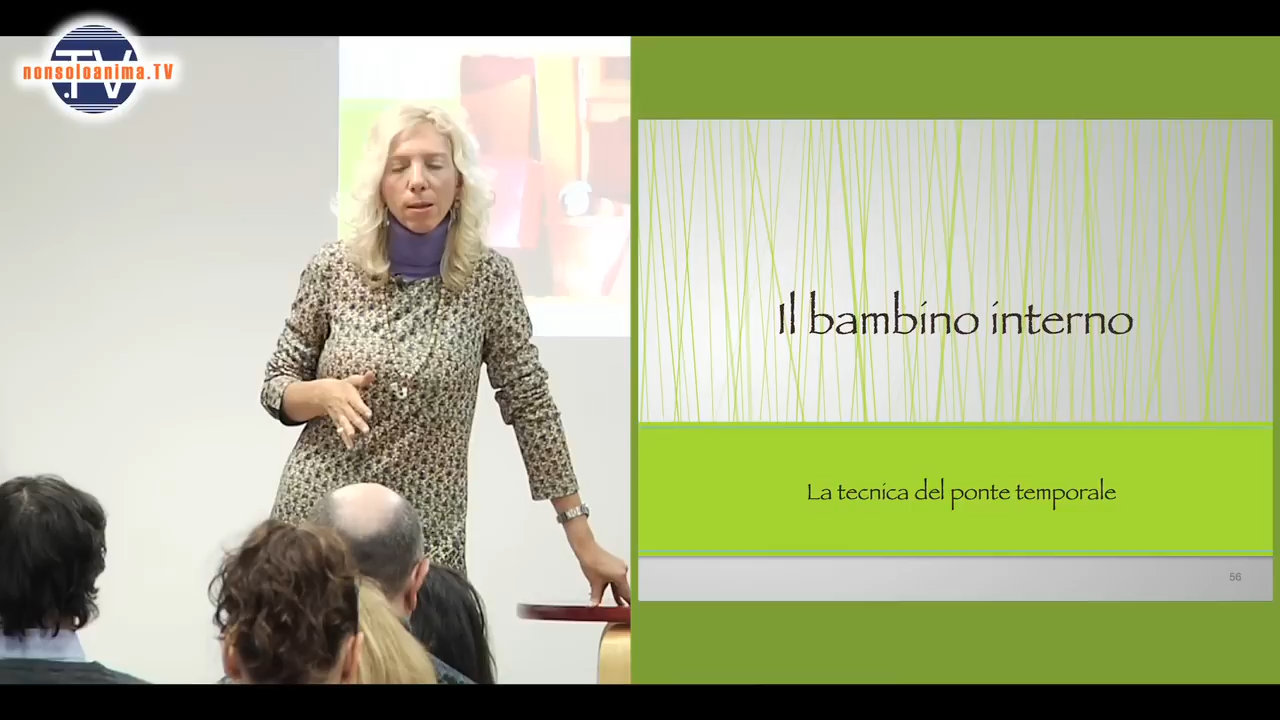 .TV
nonsoloanima.TV
Il bambino interno
La tecnica del ponte temporale
56